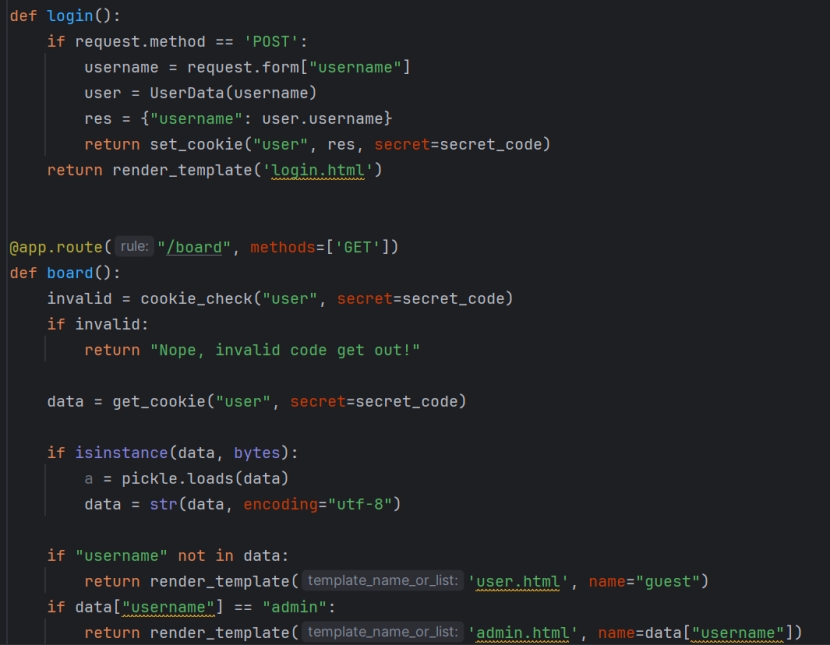 def login():
    if request.method == 'POST':
        username = request.form["username"]
        user = UserData(username)
        res = {"username": user.username}
        return set_cookie("user", res, secret=secret_code)
    return render_template('login.html')
@app.route( rule: "/board", methods=['GET'])
def board():
    invalid = cookie_check("user", secret=secret_code)
    if invalid:
        return "Nope, invalid code get out!"
    data = get_cookie("user", secret=secret_code)
    if isinstance(data, bytes):
        a = pickle.loads(data)
        data = str(data, encoding="utf-8")
    if "username" not in data:
        return render_template( template_name_or_list: 'user.html', name="guest")
    if data["username"] == "admin":
        return render_template( template_name_or_list: 'admin.html', name=data["username"])